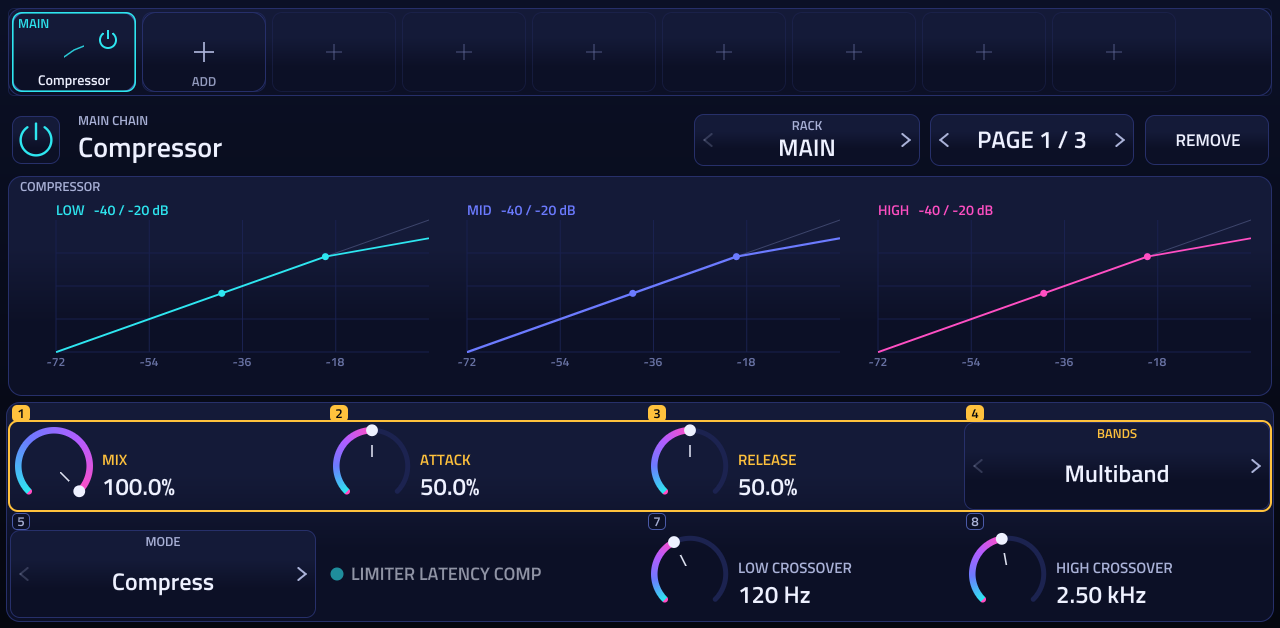 MAIN
Compressor
ADD
MAIN CHAIN
Compressor
RACK
MAIN
PAGE 1 / 3
REMOVE
COMPRESSOR
LOW -40 / -20 dB
MID -40 / -20 dB
HIGH -40 / -20 dB
-72 -54 -36 -18
-72 -54 -36 -18
-72 -54 -36 -18
1
MIX
100.0%
2
ATTACK
50.0%
3
RELEASE
50.0%
4
BANDS
Multiband
5
MODE
Compress
LIMITER LATENCY COMP
7
LOW CROSSOVER
120 Hz
8
HIGH CROSSOVER
2.50 kHz